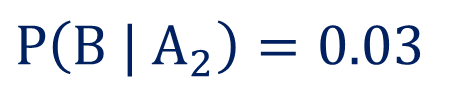 P(B | A₂) = 0.03